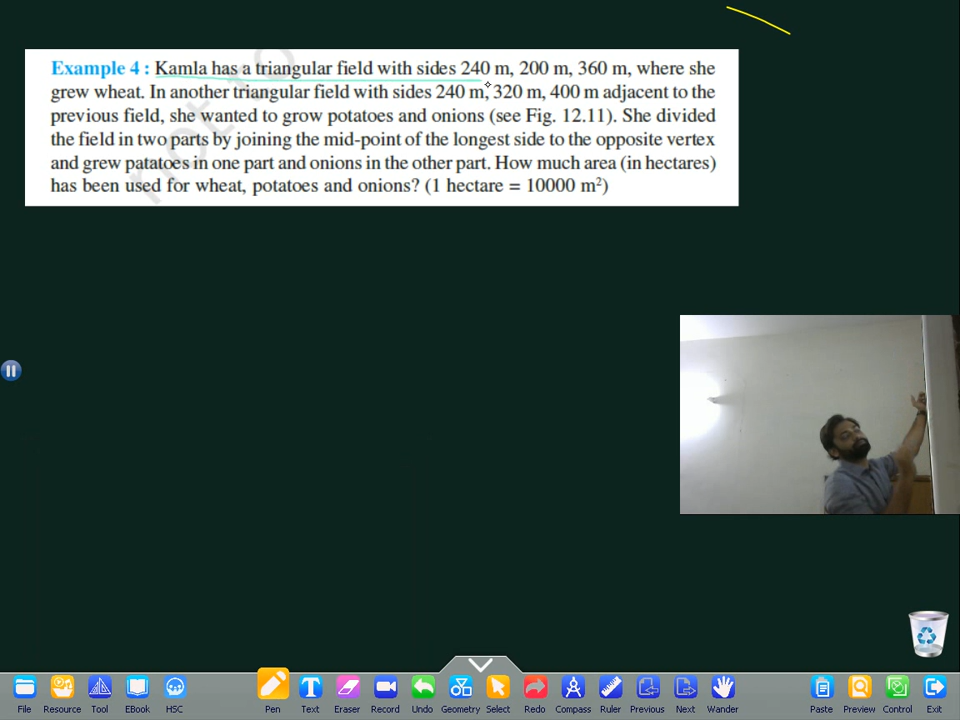 Example 4 : Kamla has a triangular field with sides 240 m, 200 m, 360 m, where she
grew wheat. In another triangular field with sides 240 m, 320 m, 400 m adjacent to the
previous field, she wanted to grow potatoes and onions (see Fig. 12.11). She divided
the field in two parts by joining the mid-point of the longest side to the opposite vertex
and grew patatoes in one part and onions in the other part. How much area (in hectares)
has been used for wheat, potatoes and onions? (1 hectare = 10000 m²)
not to
File Resource Tool EBook HSC Pen Text Eraser Record Undo Geometry Select Redo Compass Ruler Previous Next Wander Paste Preview Control Exit